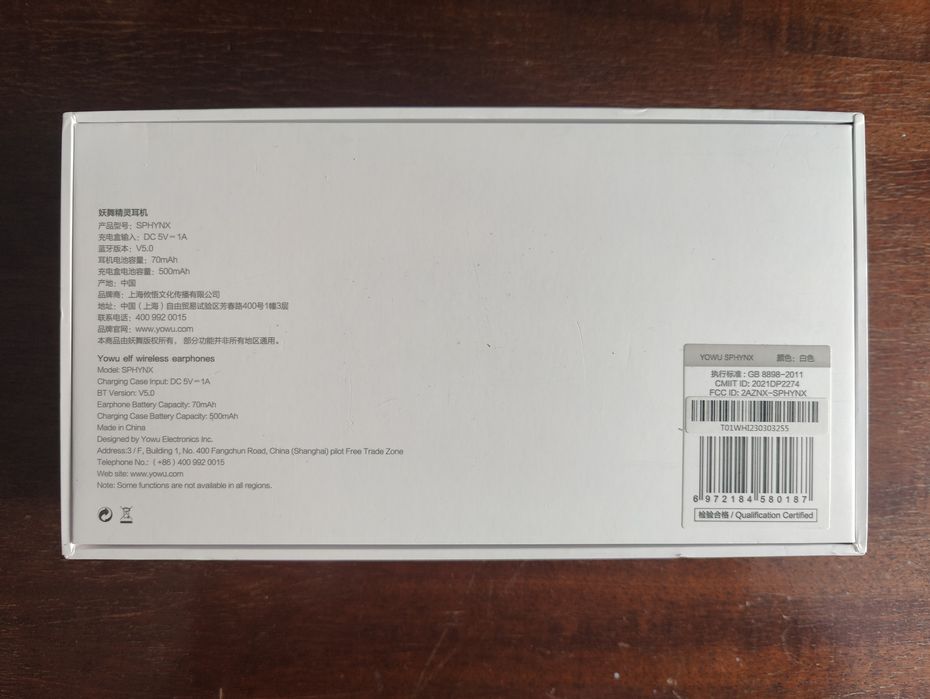 妖舞精灵耳机
产品型号：SPHYNX
充电盒输入：DC 5V⎓1A
蓝牙版本：V5.0
耳机电池容量：70mAh
充电盒电池容量：500mAh
产地：中国
品牌商：上海攸悟文化传播有限公司
地址：中国（上海）自由贸易试验区芳春路400号1幢3层
联系电话：400 992 0015
品牌官网：www.yowu.com
本商品由妖舞版权所有，部分功能并非所有地区通用。
Yowu elf wireless earphones
Model: SPHYNX
Charging Case Input: DC 5V⎓1A
BT Version: V5.0
Earphone Battery Capacity: 70mAh
Charging Case Battery Capacity: 500mAh
Made in China
Designed by Yowu Electronics Inc.
Address:3 / F, Building 1, No. 400 Fangchun Road, China (Shanghai) pilot Free Trade Zone
Telephone No.:（+86）400 992 0015
Web site: www.yowu.com
Note: Some functions are not available in all regions.
YOWU SPHYNX 颜色：白色
执行标准：GB 8898-2011
CMIIT ID: 2021DP2274
FCC ID: 2AZNX-SPHYNX
T01WHI230303255
6 972184 580187
检验合格 / Qualification Certified